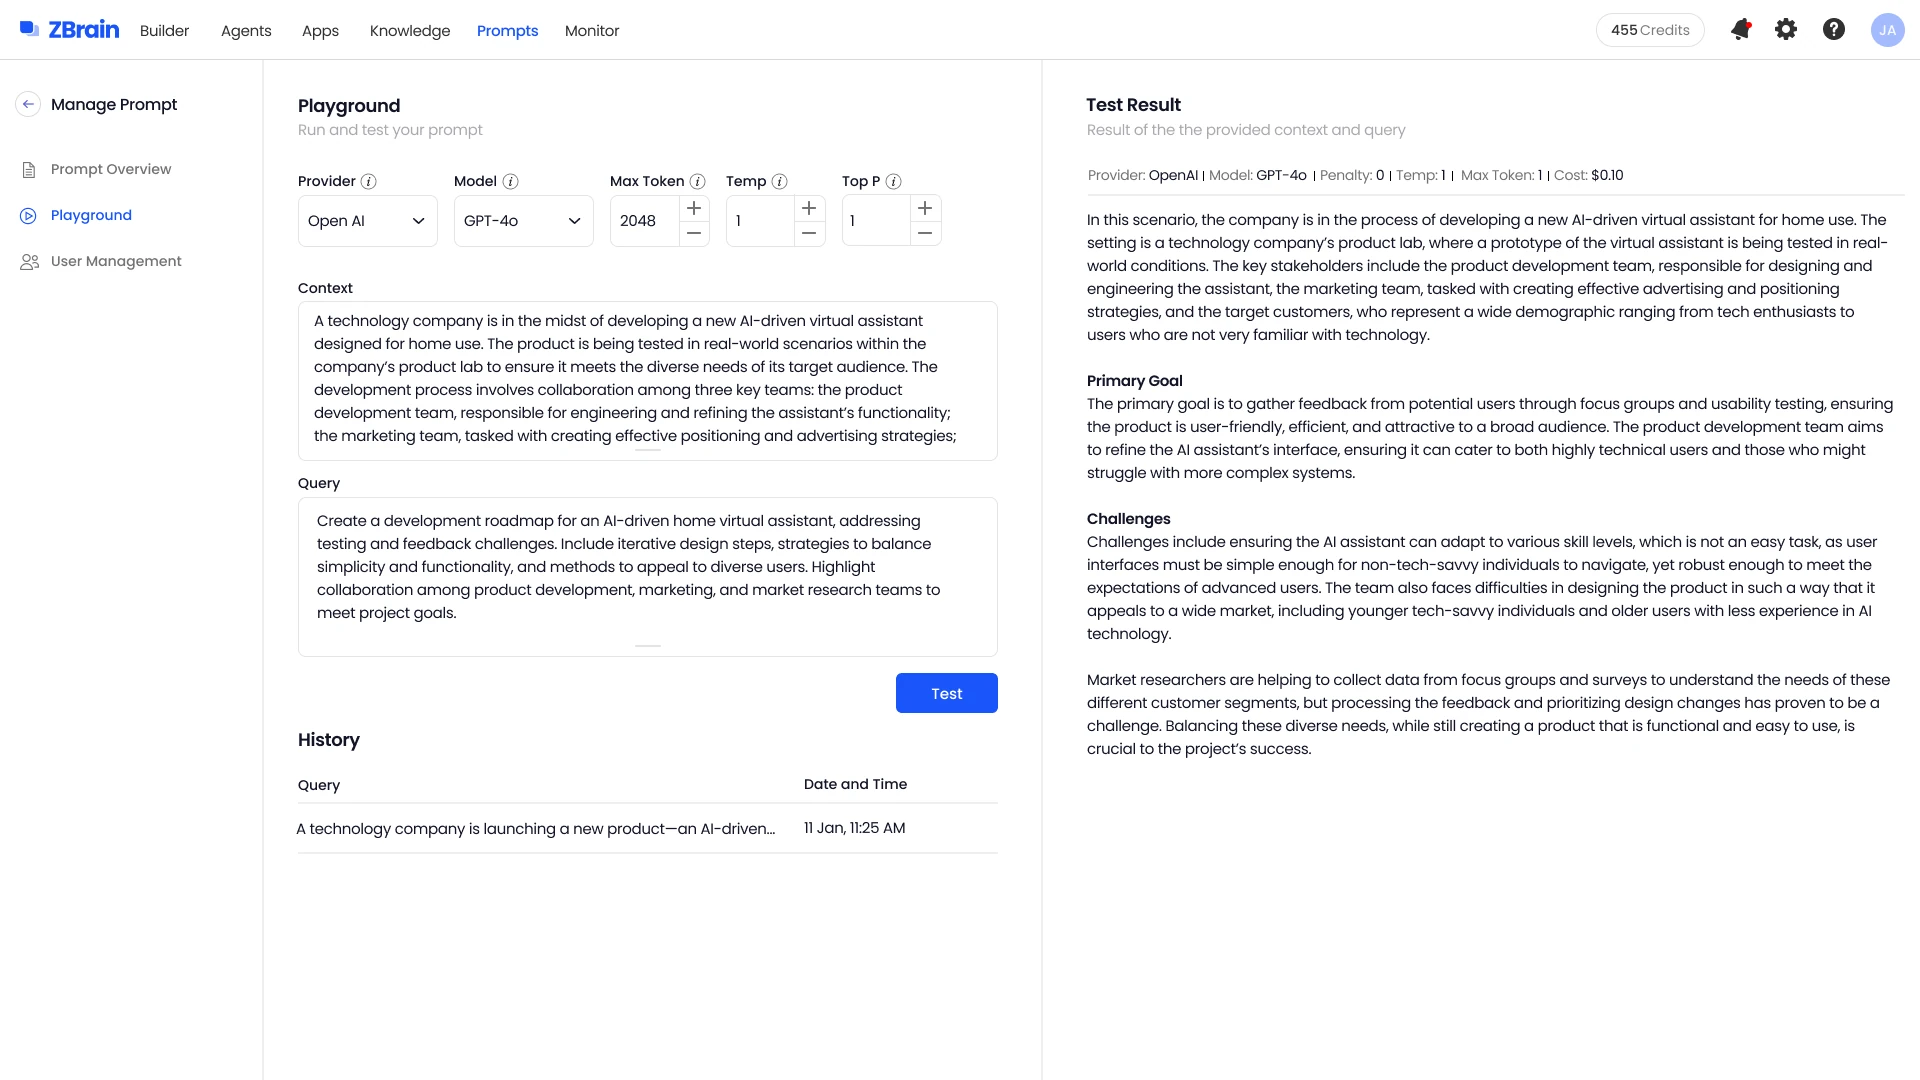 ZBrain
Builder
Agents
Apps
Knowledge
Prompts
Monitor
455 Credits
JA
Manage Prompt
Prompt Overview
Playground
User Management
Playground
Run and test your prompt
Provider
Model
Max Token
Temp
Top P
Open AI
GPT-4o
2048
1
1
Context
A technology company is in the midst of developing a new AI-driven virtual assistant
designed for home use. The product is being tested in real-world scenarios within the
company's product lab to ensure it meets the diverse needs of its target audience. The
development process involves collaboration among three key teams: the product
development team, responsible for engineering and refining the assistant's functionality;
the marketing team, tasked with creating effective positioning and advertising strategies;
Query
Create a development roadmap for an AI-driven home virtual assistant, addressing
testing and feedback challenges. Include iterative design steps, strategies to balance
simplicity and functionality, and methods to appeal to diverse users. Highlight
collaboration among product development, marketing, and market research teams to
meet project goals.
Test
History
Query
Date and Time
A technology company is launching a new product—an AI-driven...
11 Jan, 11:25 AM
Test Result
Result of the the provided context and query
Provider: OpenAI | Model: GPT-4o | Penalty: 0 | Temp: 1 | Max Token: 1 | Cost: $0.10
In this scenario, the company is in the process of developing a new AI-driven virtual assistant for home use. The
setting is a technology company's product lab, where a prototype of the virtual assistant is being tested in real-
world conditions. The key stakeholders include the product development team, responsible for designing and
engineering the assistant, the marketing team, tasked with creating effective advertising and positioning
strategies, and the target customers, who represent a wide demographic ranging from tech enthusiasts to
users who are not very familiar with technology.
Primary Goal
The primary goal is to gather feedback from potential users through focus groups and usability testing, ensuring
the product is user-friendly, efficient, and attractive to a broad audience. The product development team aims
to refine the AI assistant's interface, ensuring it can cater to both highly technical users and those who might
struggle with more complex systems.
Challenges
Challenges include ensuring the AI assistant can adapt to various skill levels, which is not an easy task, as user
interfaces must be simple enough for non-tech-savvy individuals to navigate, yet robust enough to meet the
expectations of advanced users. The team also faces difficulties in designing the product in such a way that it
appeals to a wide market, including younger tech-savvy individuals and older users with less experience in AI
technology.
Market researchers are helping to collect data from focus groups and surveys to understand the needs of these
different customer segments, but processing the feedback and prioritizing design changes has proven to be a
challenge. Balancing these diverse needs, while still creating a product that is functional and easy to use, is
crucial to the project's success.